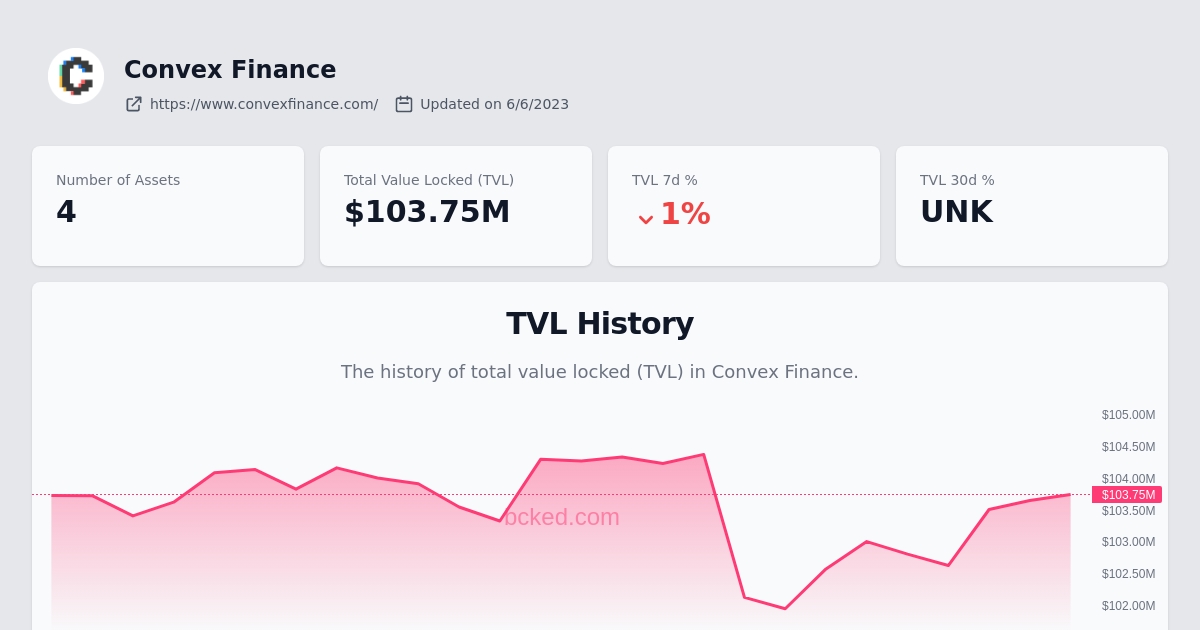 Convex Finance
https://www.convexfinance.com/ Updated on 6/6/2023
Number of Assets
4
Total Value Locked (TVL)
$103.75M
TVL 7d %
1%
TVL 30d %
UNK
TVL History
The history of total value locked (TVL) in Convex Finance.
$105.00M
$104.50M
$104.00M
$103.75M
$103.50M
bcked.com
$103.00M
$102.50M
$102.00M